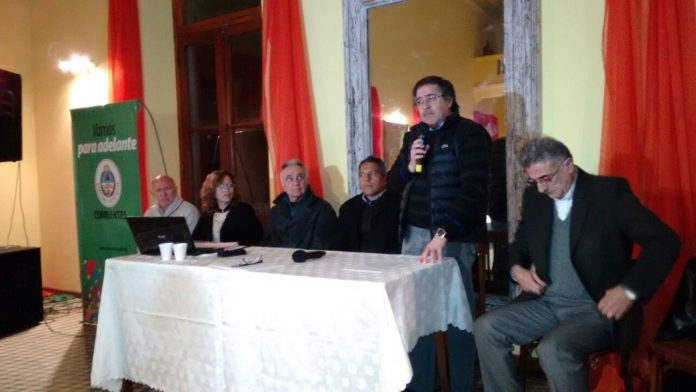 Vamos
para adelante
CORRIENTES